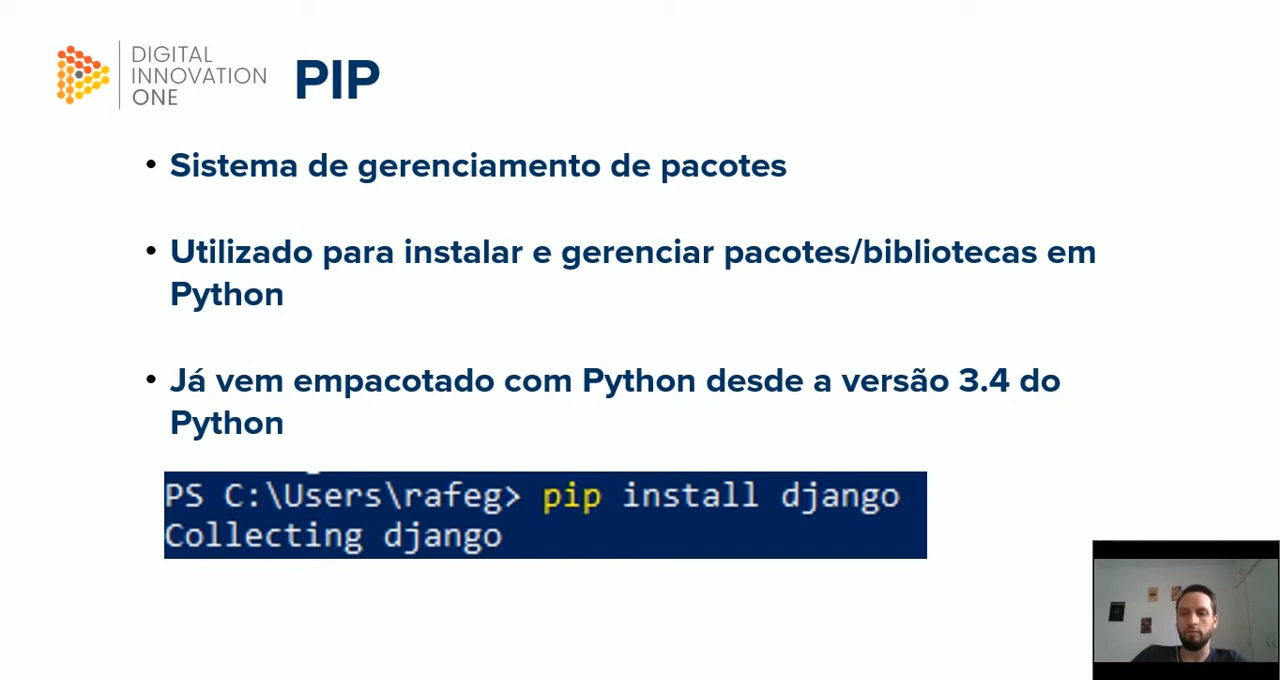 DIGITAL
INNOVATION
ONE
PIP
• Sistema de gerenciamento de pacotes
• Utilizado para instalar e gerenciar pacotes/bibliotecas em
Python
• Já vem empacotado com Python desde a versão 3.4 do
Python
PS C:\Users\rafeg> pip install django
Collecting django